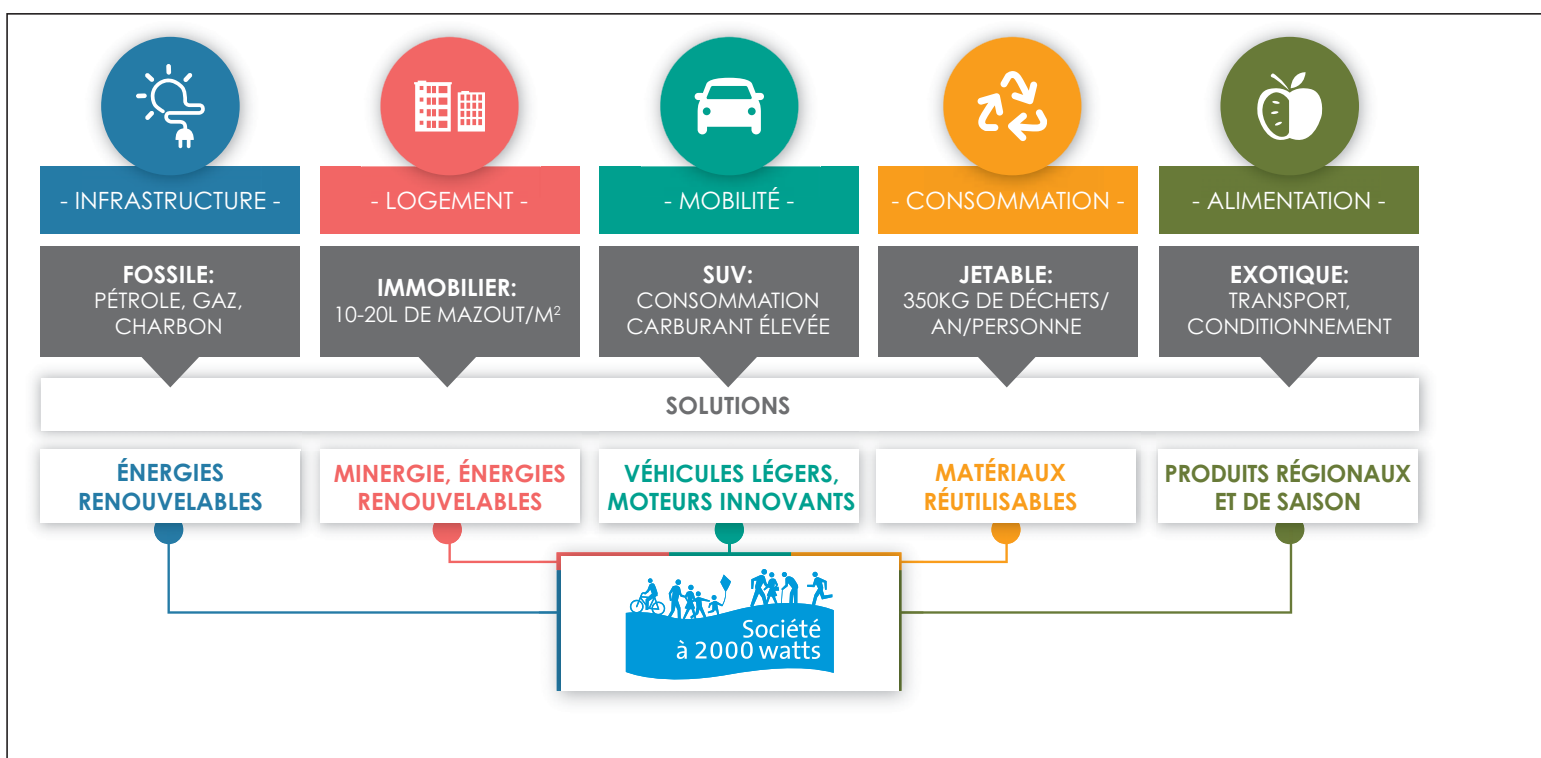 - INFRASTRUCTURE -
- LOGEMENT -
- MOBILITÉ -
- CONSOMMATION -
- ALIMENTATION -
FOSSILE:
PÉTROLE, GAZ,
CHARBON
IMMOBILIER:
10-20L DE MAZOUT/M²
SUV:
CONSOMMATION
CARBURANT ÉLEVÉE
JETABLE:
350KG DE DÉCHETS/
AN/PERSONNE
EXOTIQUE:
TRANSPORT,
CONDITIONNEMENT
SOLUTIONS
ÉNERGIES
RENOUVELABLES
MINERGIE, ÉNERGIES
RENOUVELABLES
VÉHICULES LÉGERS,
MOTEURS INNOVANTS
MATÉRIAUX
RÉUTILISABLES
PRODUITS RÉGIONAUX
ET DE SAISON
Société
à 2000 watts